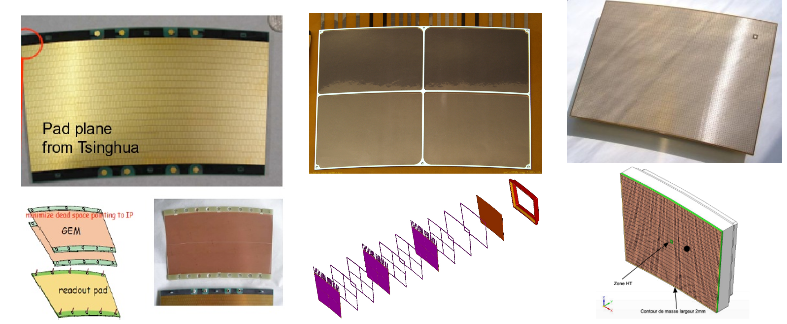 Pad plane
from Tsinghua
minimize dead space pointing to IP
GEM
readout pad
Zone HT
Contour de masse largeur 2mm